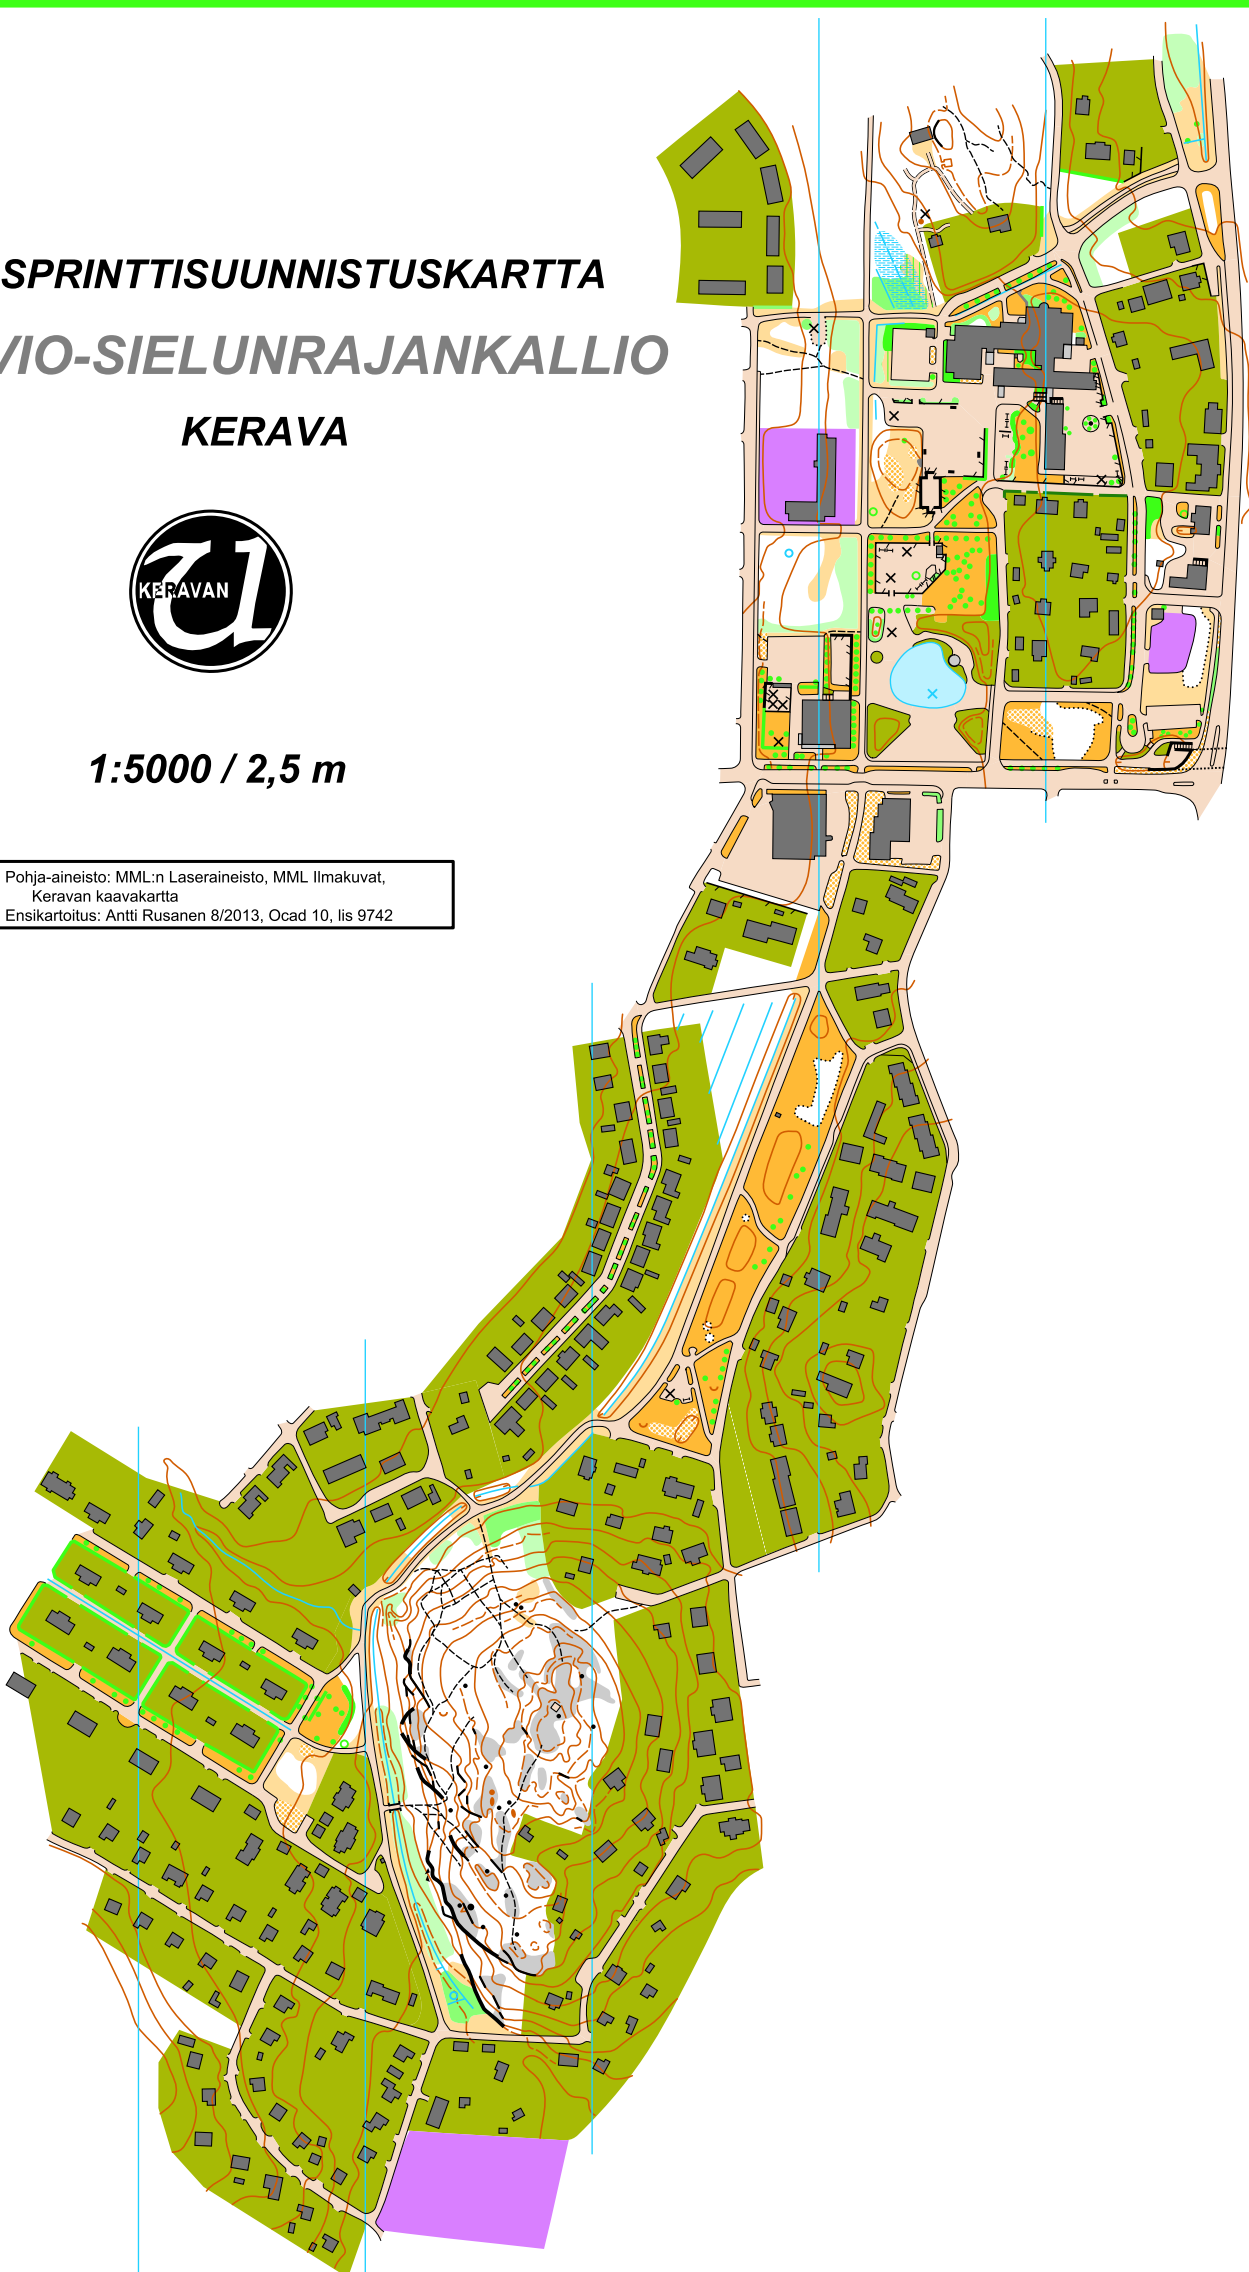 SPRINTTISUUNNISTUSKARTTA
VIO-SIELUNRAJANKALLIO
KERAVA
KERAVAN
U
1:5000 / 2,5 m
Pohja-aineisto: MML:n Laseraineisto, MML Ilmakuvat,
Keravan kaavakartta
Ensikartoitus: Antti Rusanen 8/2013, Ocad 10, lis 9742